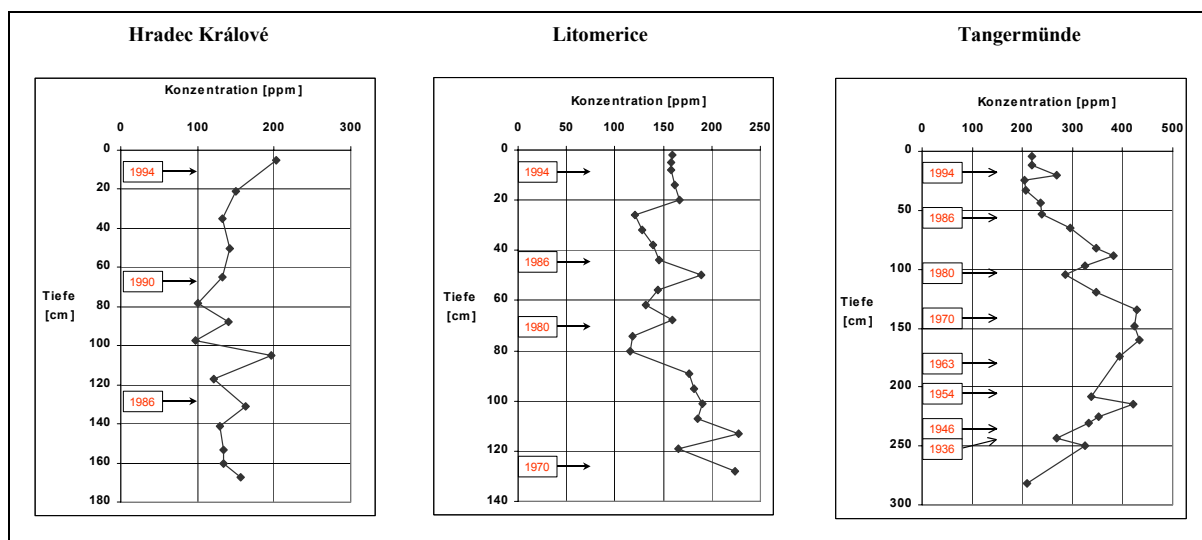 Hradec Králové
Litomerice
Tangermünde
Konzentration [ppm]
0 100 200 300
0
20
40
60
80
100
120
140
160
180
Tiefe
[cm]
1994
1990
1986
Konzentration [ppm]
0 50 100 150 200 250
0
20
40
60
80
100
120
140
Tiefe
[cm]
1994
1986
1980
1970
Konzentration [ppm]
0 100 200 300 400 500
0
50
100
150
200
250
300
Tiefe
[cm]
1994
1986
1980
1970
1963
1954
1946
1936